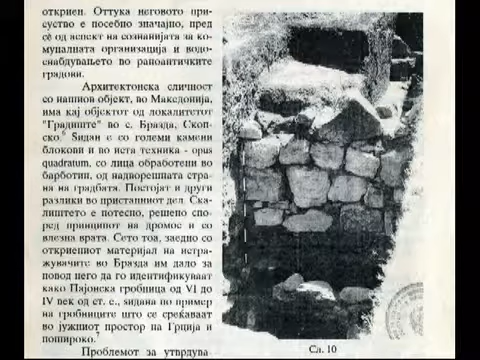 откриен. Оттука неговото при-
суство е посебно значајно, пред
сѐ од аспект на сознанијата за ко-
муналната организација и водо-
снабдувањето во раноантичките
градови.
Архитектонска сличност
со нашиов објект, во Македонија,
има кај објектот од локалитетот
"Градиште" во с. Бразда, Скоп-
ско.6 Ѕидан е со големи камени
блокови и во иста техника - opus
quadratum, со лица обработени во
барботин, од надворешната стра-
на на градбата. Постојат и други
разлики во пристапниот дел. Ска-
лиштето е потесно, решено спо-
ред принципот на дромос и со
влезна врата. Сето тоа, заедно со
откриениот материјал на истра-
жувачите во Бразда им дало за
повод него да го идентификуваат
како Пајонска гробница од VI до
IV век од ст. е., ѕидана по пример
на гробниците што се среќаваат
во јужниот простор на Грција и
пошироко.7
Проблемот за утврдува-
Сл. 10